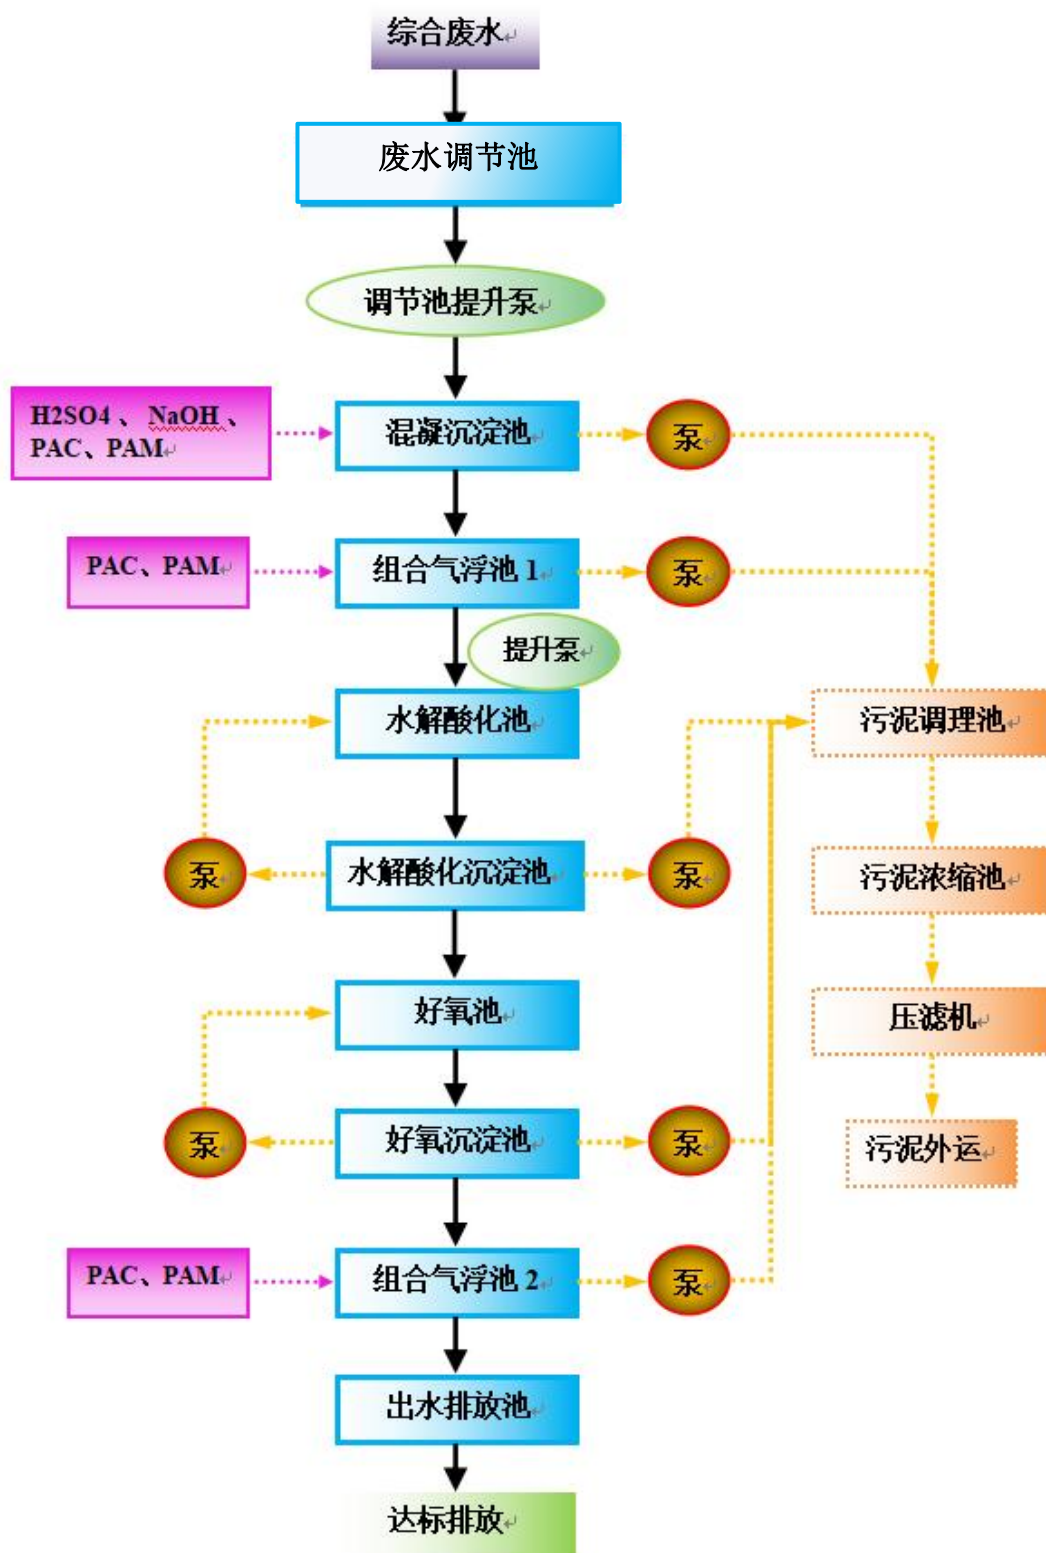 综合废水
废水调节池
调节池提升泵
H2SO4 、 NaOH 、
PAC、PAM
混凝沉淀池
泵
PAC、PAM
组合气浮池 1
泵
提升泵
水解酸化池
污泥调理池
泵
水解酸化沉淀池
泵
污泥浓缩池
好氧池
压滤机
泵
好氧沉淀池
泵
污泥外运
PAC、PAM
组合气浮池 2
泵
出水排放池
达标排放